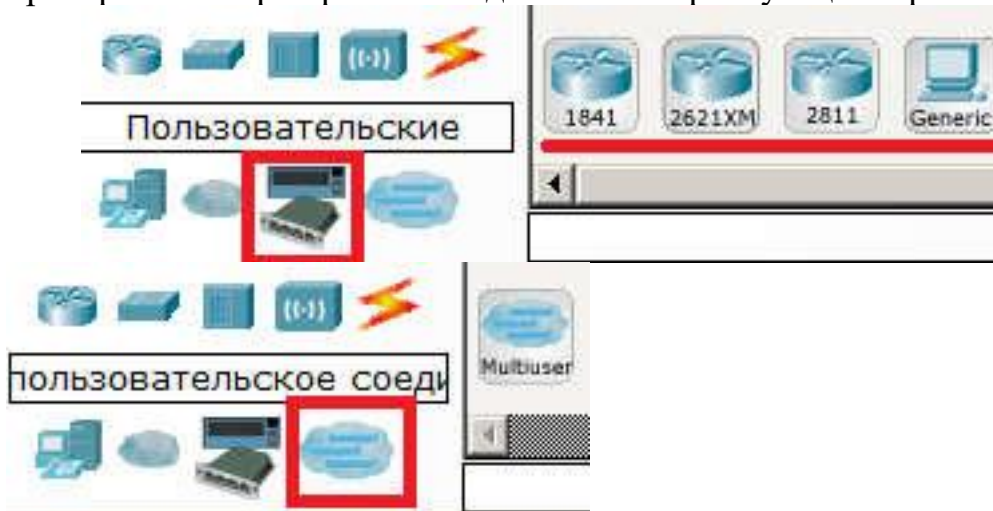 Пользовательские
1841 2621XM 2811 Generic
пользовательское соеди
Multiuser